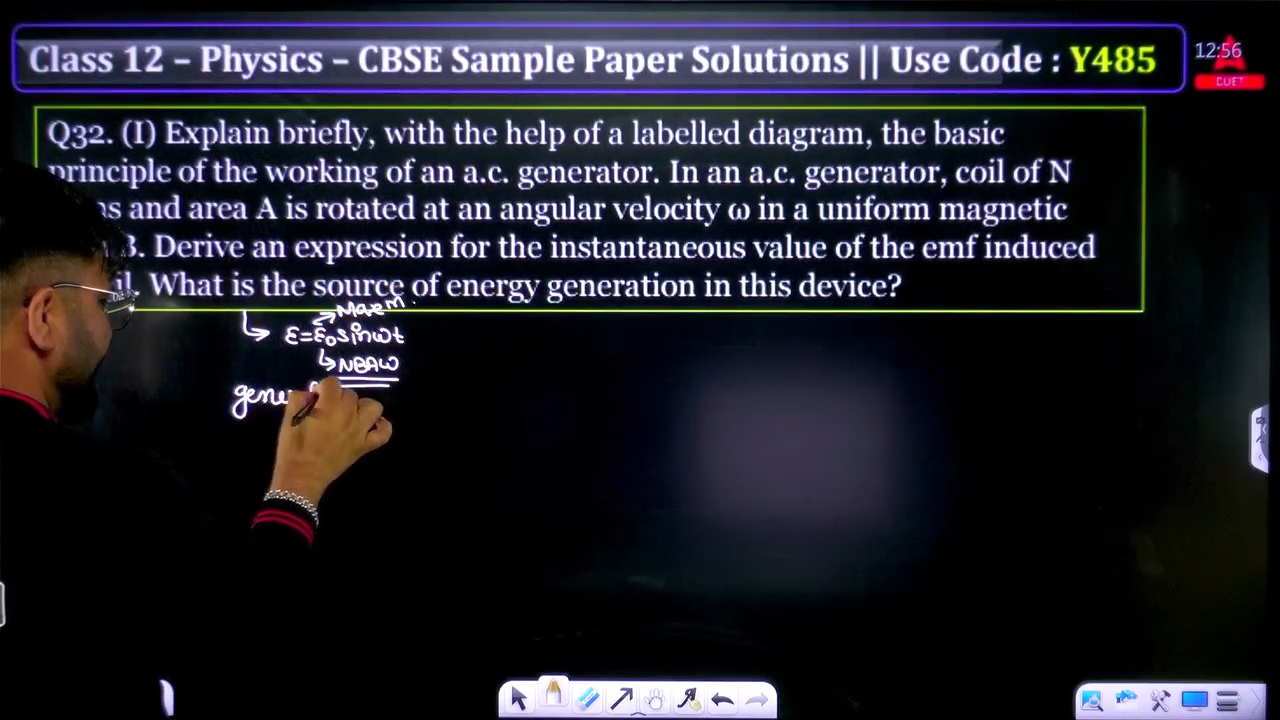 Class 12 – Physics – CBSE Sample Paper Solutions || Use Code : Y485
12:56
CUET
Q32. (I) Explain briefly, with the help of a labelled diagram, the basic
principle of the working of an a.c. generator. In an a.c. generator, coil of N
and area A is rotated at an angular velocity ω in a uniform magnetic
B. Derive an expression for the instantaneous value of the emf induced
What is the source of energy generation in this device?
ε=ε₀sinωt
NBAω